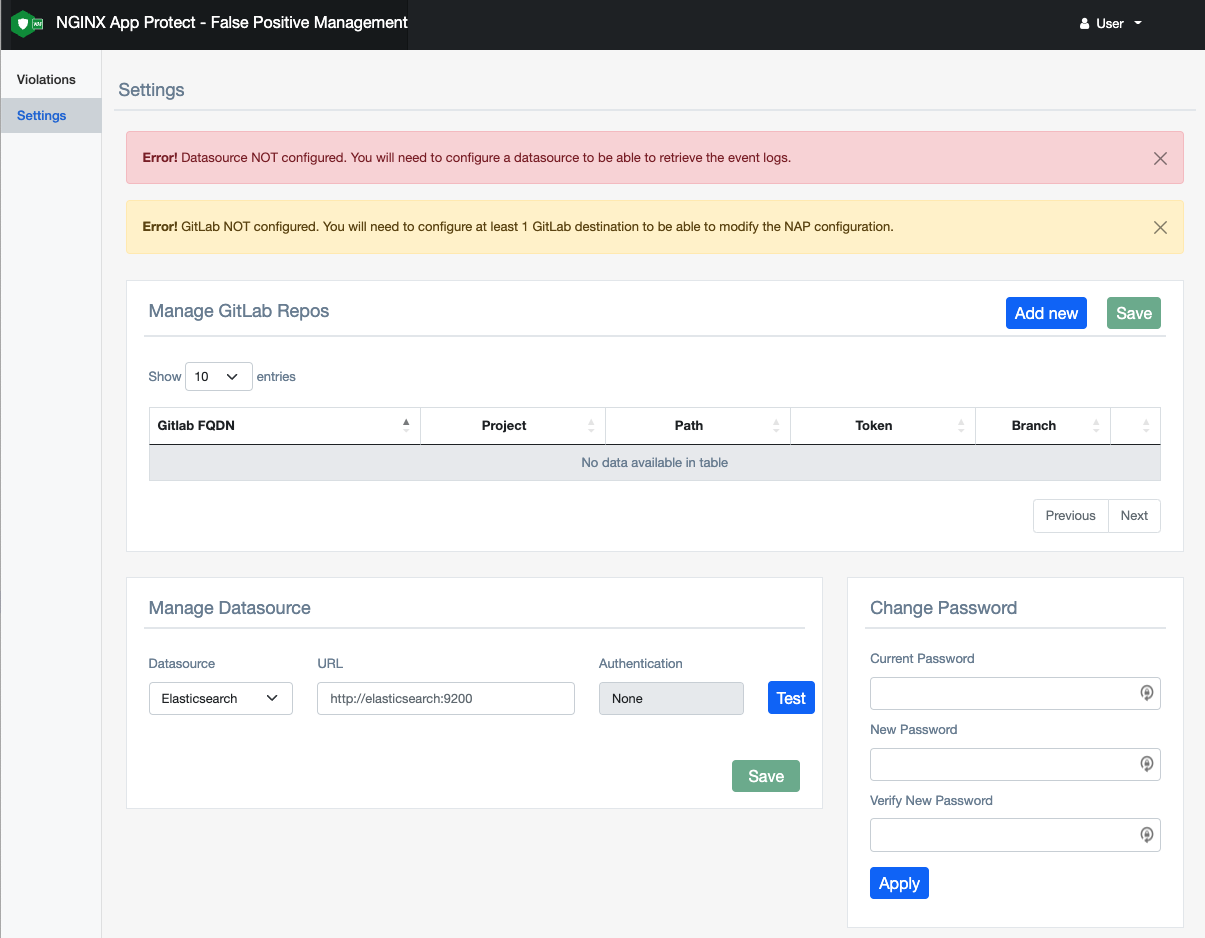 NGINX App Protect - False Positive Management
User
Violations
Settings
Settings
Error! Datasource NOT configured. You will need to configure a datasource to be able to retrieve the event logs.
Error! GitLab NOT configured. You will need to configure at least 1 GitLab destination to be able to modify the NAP configuration.
Manage GitLab Repos
Add new
Save
Show 10 entries
Gitlab FQDN Project Path Token Branch
No data available in table
Previous Next
Manage Datasource
Datasource URL Authentication
Elasticsearch http://elasticsearch:9200 None Test
Save
Change Password
Current Password
New Password
Verify New Password
Apply